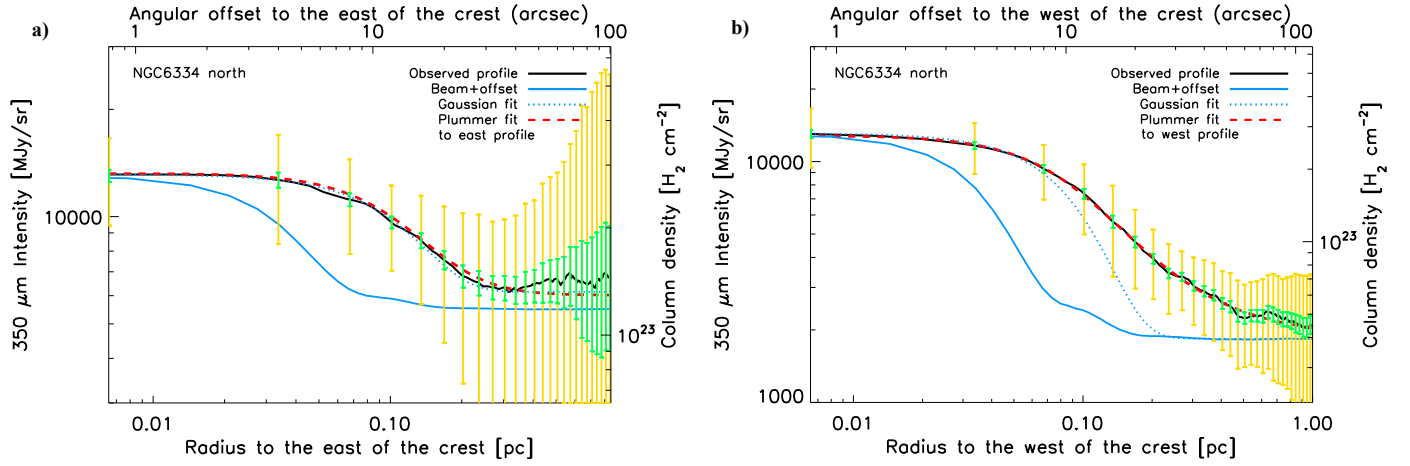 a)
Angular offset to the east of the crest (arcsec)
1 10 100
NGC6334 north
Observed profile
Beam+offset
Gaussian fit
Plummer fit
to east profile
350 μm Intensity [MJy/sr]
10000
Column density [H2 cm−2]
10^23
0.01 0.10
Radius to the east of the crest [pc]
b)
Angular offset to the west of the crest (arcsec)
1 10 100
NGC6334 north
Observed profile
Beam+offset
Gaussian fit
Plummer fit
to west profile
350 μm Intensity [MJy/sr]
10000
1000
Column density [H2 cm−2]
10^23
0.01 0.10 1.00
Radius to the west of the crest [pc]